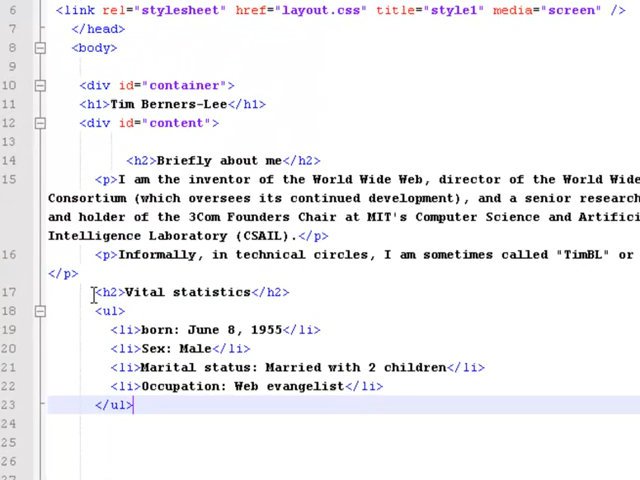 6 <link rel="stylesheet" href="layout.css" title="style1" media="screen" />
7 </head>
8 <body>
9
10 <div id="container">
11 <h1>Tim Berners-Lee</h1>
12 <div id="content">
13
14 <h2>Briefly about me</h2>
15 <p>I am the inventor of the World Wide Web, director of the World Wide
Consortium (which oversees its continued development), and a senior research
and holder of the 3Com Founders Chair at MIT's Computer Science and Artifici
Intelligence Laboratory (CSAIL).</p>
16 <p>Informally, in technical circles, I am sometimes called "TimBL" or
</p>
17 <h2>Vital statistics</h2>
18 <ul>
19 <li>born: June 8, 1955</li>
20 <li>Sex: Male</li>
21 <li>Marital status: Married with 2 children</li>
22 <li>Occupation: Web evangelist</li>
23 </ul>
24
25
26
27